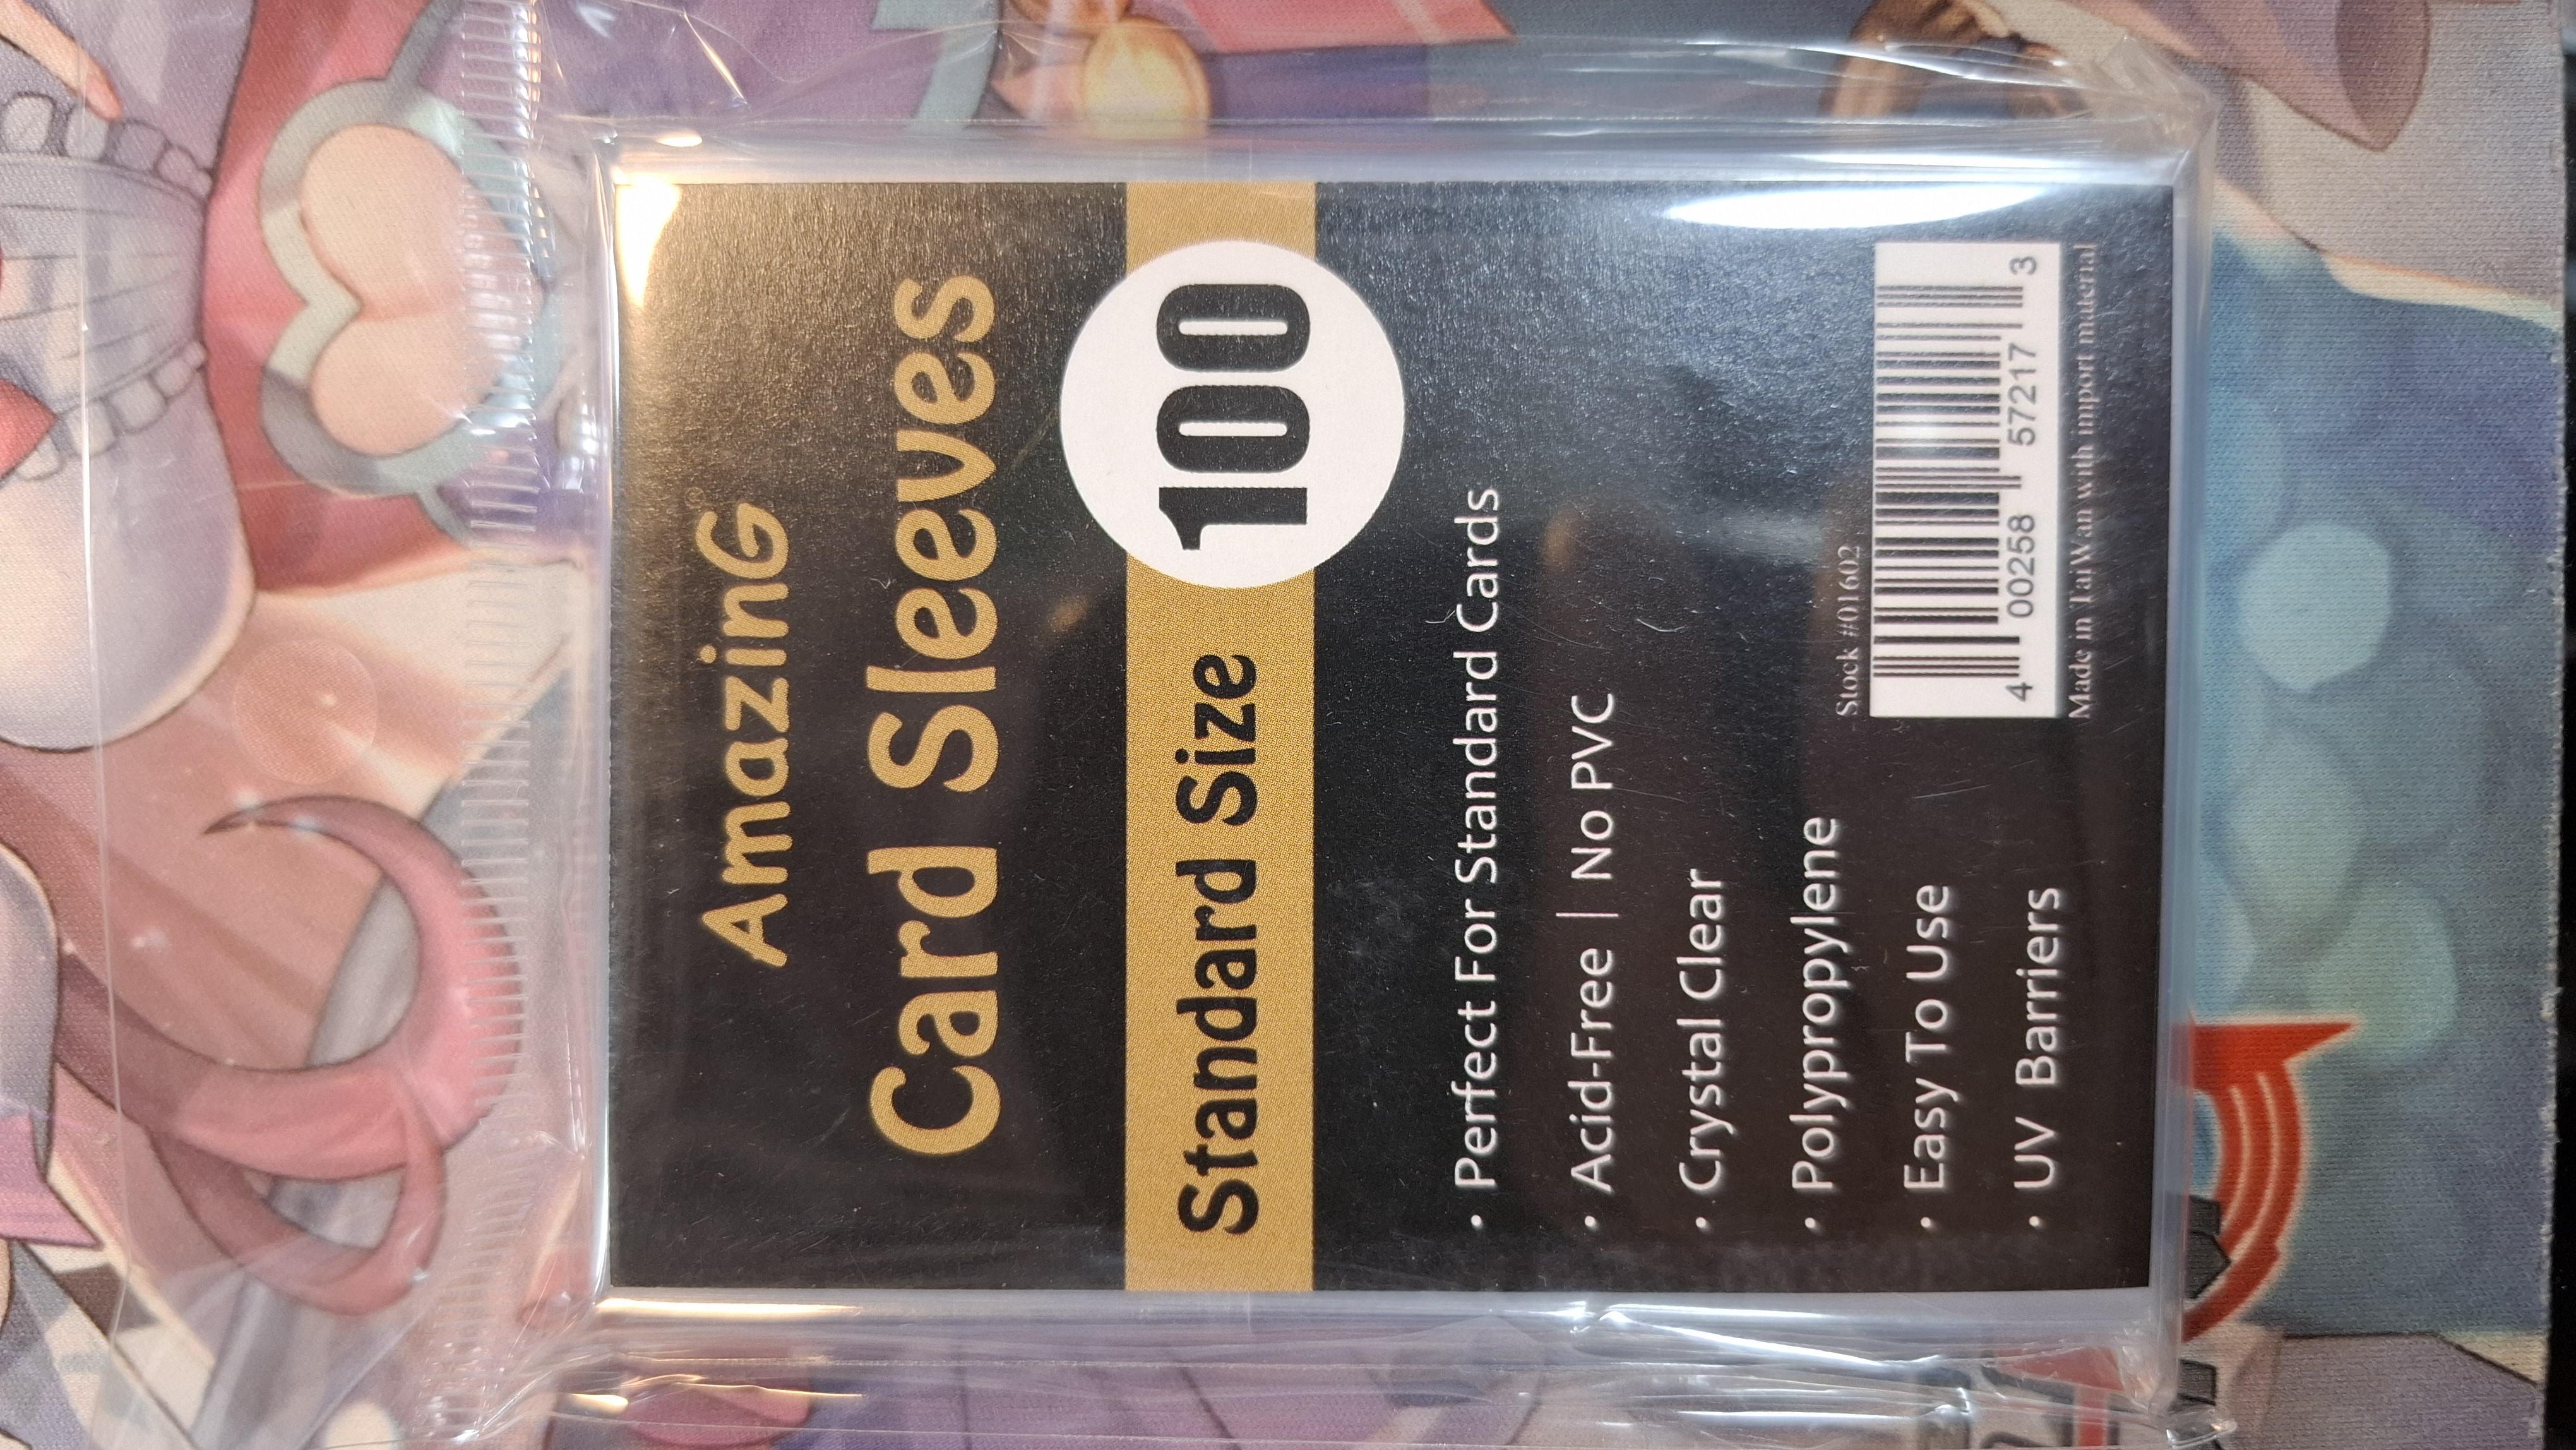 AmazinG®
Card Sleeves
Standard Size 100
• Perfect For Standard Cards
• Acid-Free | No PVC
• Crystal Clear
• Polypropylene
• Easy To Use
• UV Barriers
Stock #01602
4 00258 57217 3
Made in TaiWan with import material